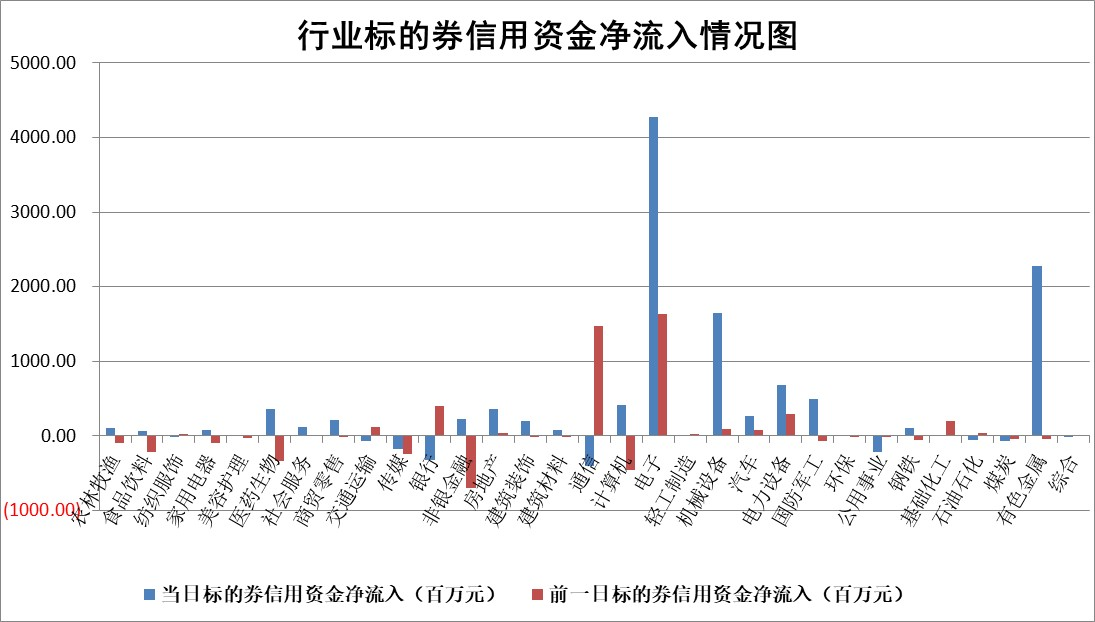 行业标的券信用资金净流入情况图
5000.00
4000.00
3000.00
2000.00
1000.00
0.00
(1000.00)
农林牧渔
食品饮料
纺织服饰
家用电器
美容护理
医药生物
社会服务
商贸零售
交通运输
传媒
银行
非银金融
房地产
建筑装饰
建筑材料
通信
计算机
电子
轻工制造
机械设备
汽车
电力设备
国防军工
环保
公用事业
钢铁
基础化工
石油石化
煤炭
有色金属
综合
当日标的券信用资金净流入（百万元）
前一日标的券信用资金净流入（百万元）